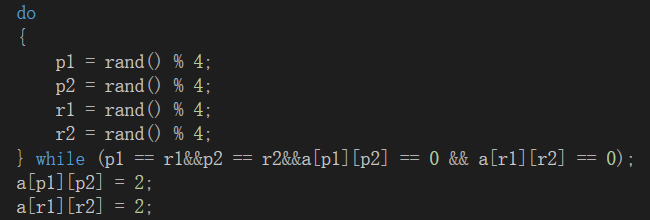 do
{
p1 = rand() % 4;
p2 = rand() % 4;
r1 = rand() % 4;
r2 = rand() % 4;
} while (p1 == r1&&p2 == r2&&a[p1][p2] == 0 && a[r1][r2] == 0);
a[p1][p2] = 2;
a[r1][r2] = 2;